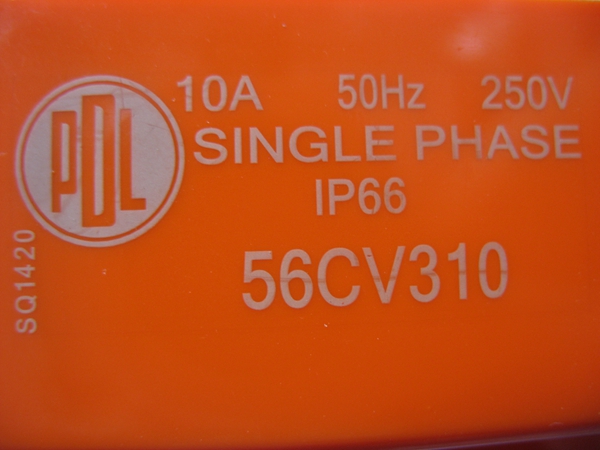 PDL
10A 50Hz 250V
SINGLE PHASE
IP66
56CV310
SQ1420